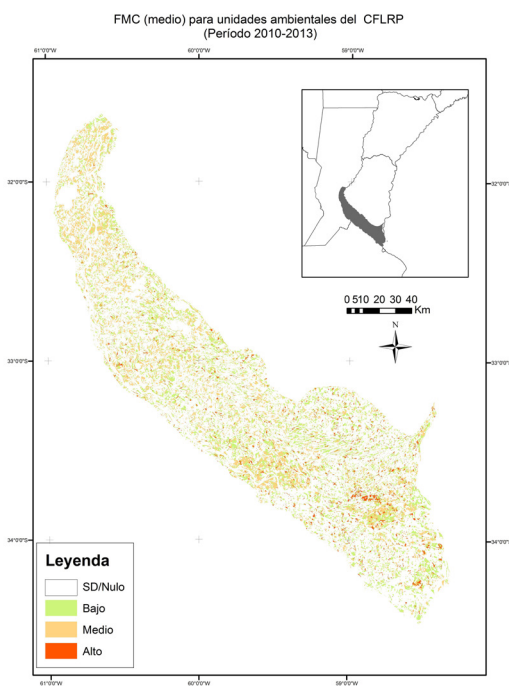 FMC (medio) para unidades ambientales del CFLRP
(Período 2010-2013)
61°0'0"W 60°0'0"W 59°0'0"W
32°0'0"S 32°0'0"S
0 510 20 30 40
Km
N
33°0'0"S 33°0'0"S
34°0'0"S 34°0'0"S
Leyenda
SD/Nulo
Bajo
Medio
Alto
61°0'0"W 60°0'0"W 59°0'0"W